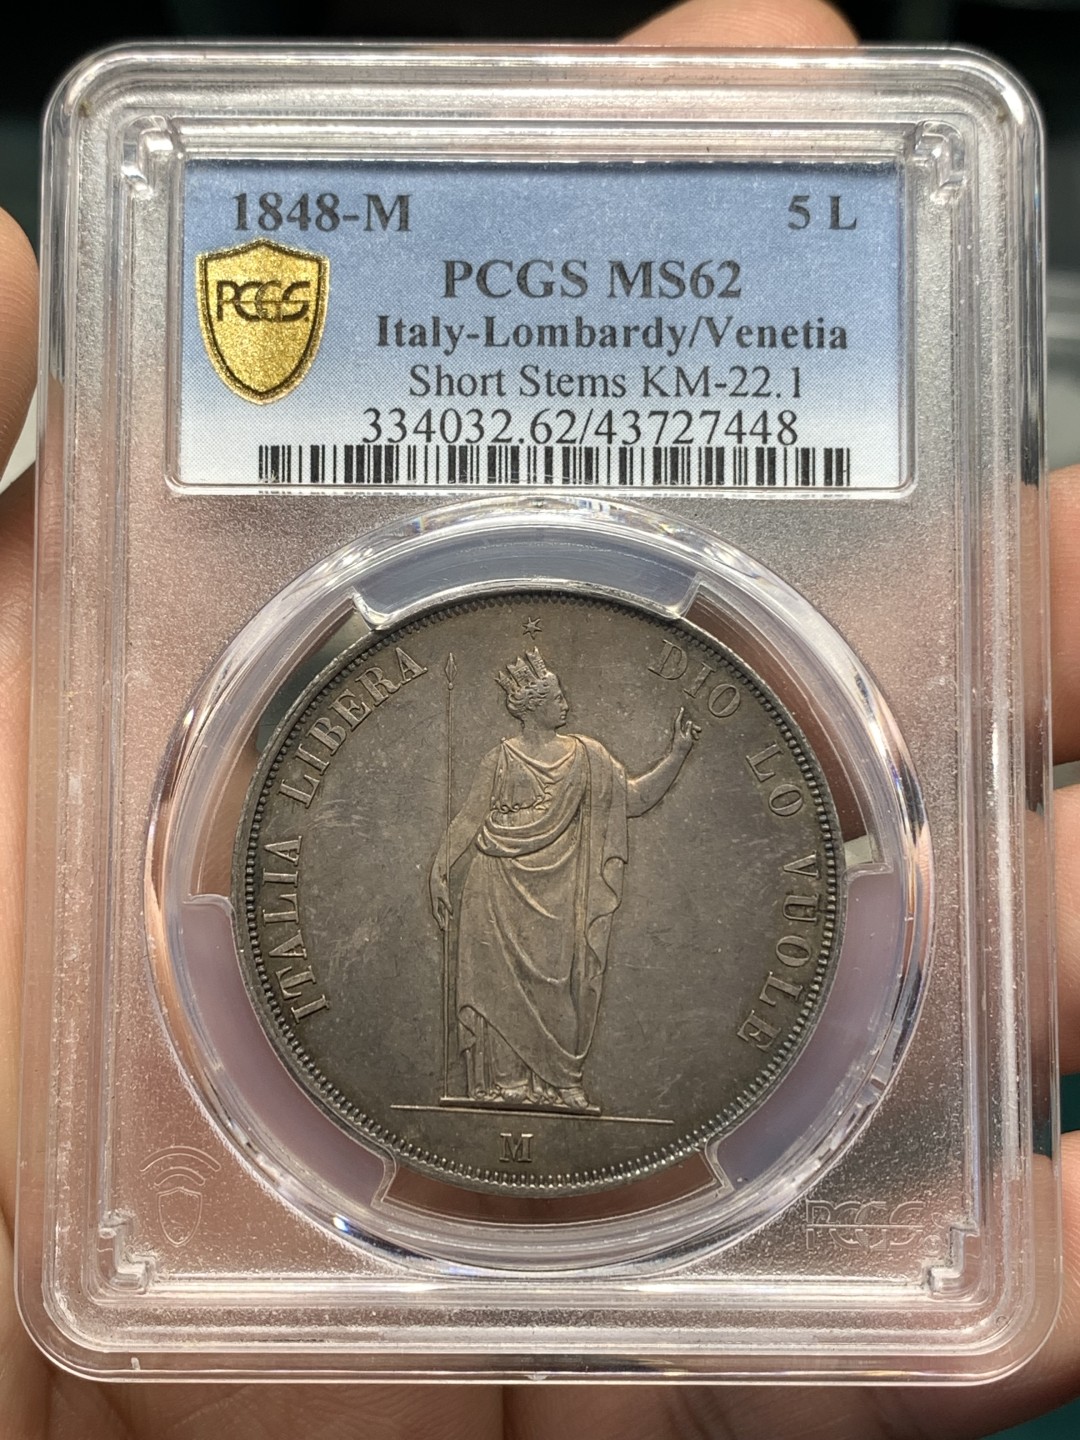 1848-M 5 L
PCGS MS62
PCGS
Italy-Lombardy/Venetia
Short Stems KM-22.1
334032.62/43727448
ITALIA LIBERA DIO LO VUOLE
M
PCGS